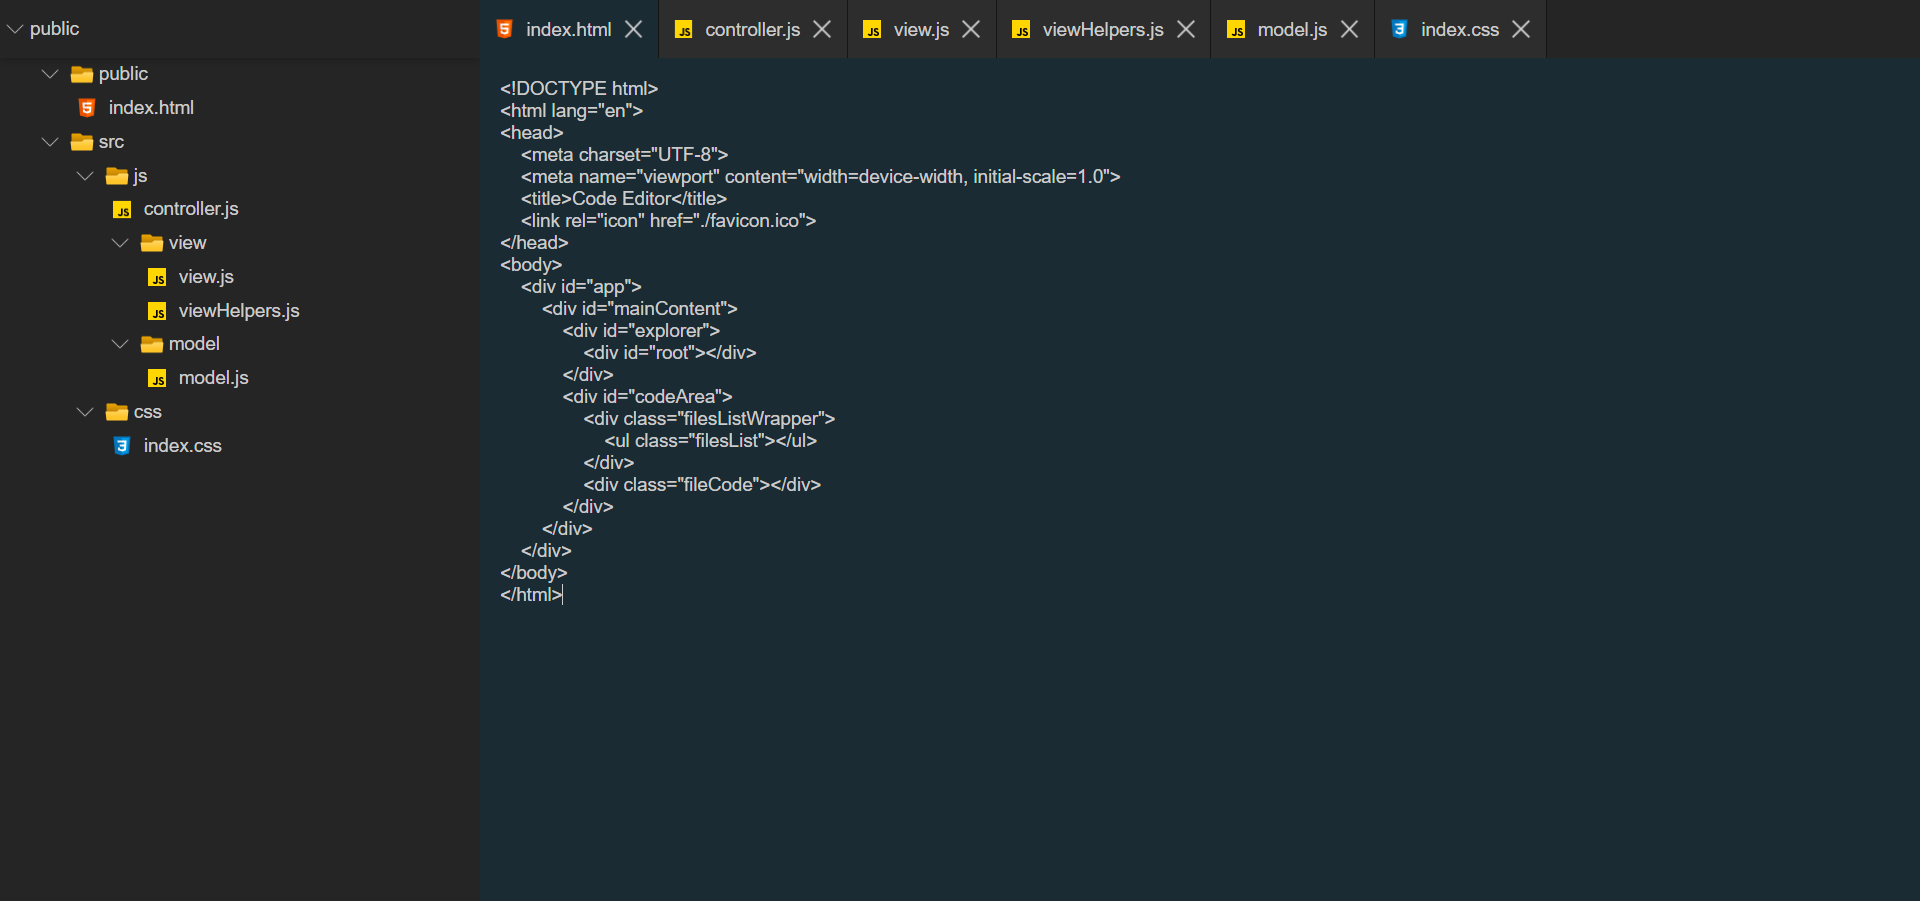 public
public
index.html
src
js
controller.js
view
view.js
viewHelpers.js
model
model.js
css
index.css
index.html controller.js view.js viewHelpers.js model.js index.css
<!DOCTYPE html>
<html lang="en">
<head>
    <meta charset="UTF-8">
    <meta name="viewport" content="width=device-width, initial-scale=1.0">
    <title>Code Editor</title>
    <link rel="icon" href="./favicon.ico">
</head>
<body>
    <div id="app">
        <div id="mainContent">
            <div id="explorer">
                <div id="root"></div>
            </div>
            <div id="codeArea">
                <div class="filesListWrapper">
                    <ul class="filesList"></ul>
                </div>
                <div class="fileCode"></div>
            </div>
        </div>
    </div>
</body>
</html>